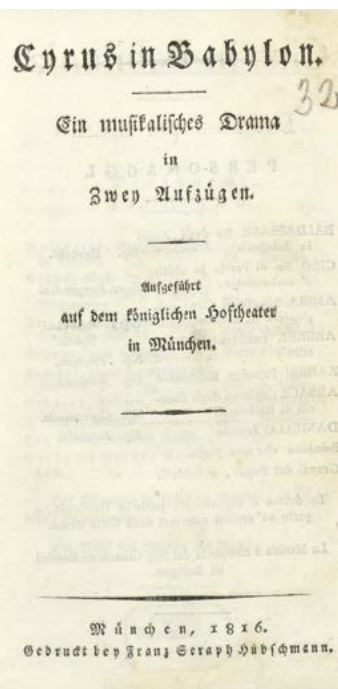 Cyrus in Babylon.
32
Ein musikalisches Drama
in
Zwey Aufzügen.
Aufgeführt
auf dem königlichen Hoftheater
in München.
München, 1816.
Gedruckt bey Franz Seraph Hübschmann.